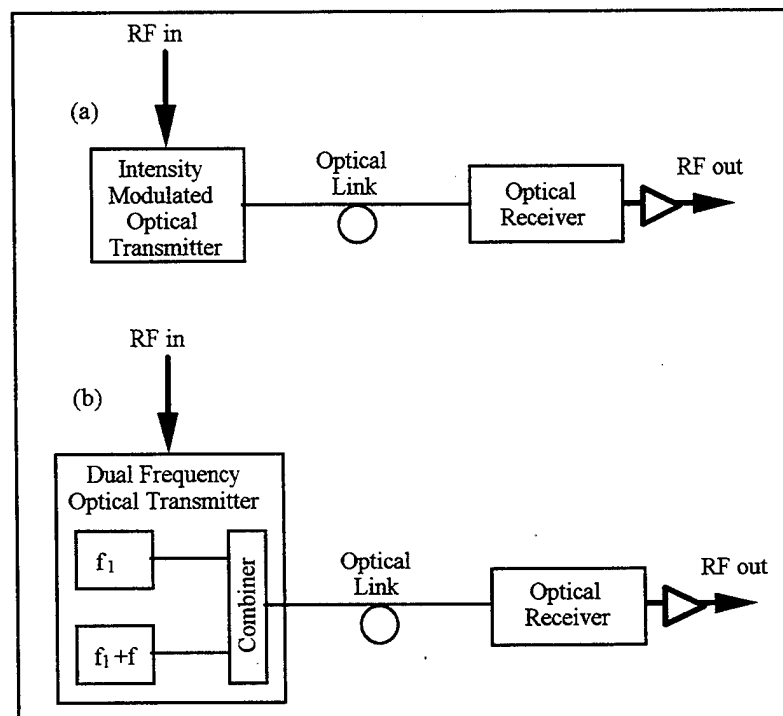 RF in
(a)
Intensity
Modulated
Optical
Transmitter
Optical
Link
Optical
Receiver
RF out
RF in
(b)
Dual Frequency
Optical Transmitter
f1
f1+f
Combiner
Optical
Link
Optical
Receiver
RF out